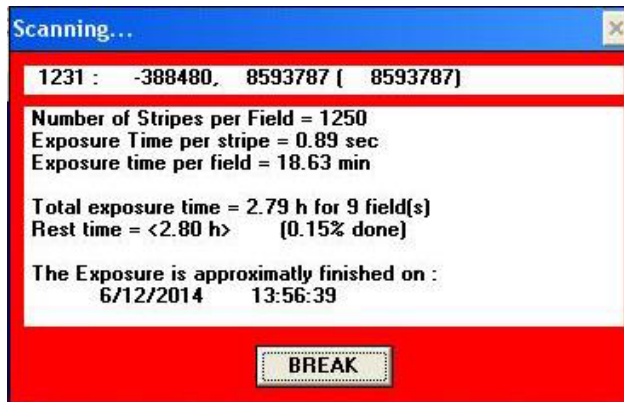 Scanning...
1231 : -388480, 8593787 ( 8593787)
Number of Stripes per Field = 1250
Exposure Time per stripe = 0.89 sec
Exposure time per field = 18.63 min
Total exposure time = 2.79 h for 9 field(s)
Rest time = <2.80 h> (0.15% done)
The Exposure is approximatly finished on :
6/12/2014 13:56:39
BREAK